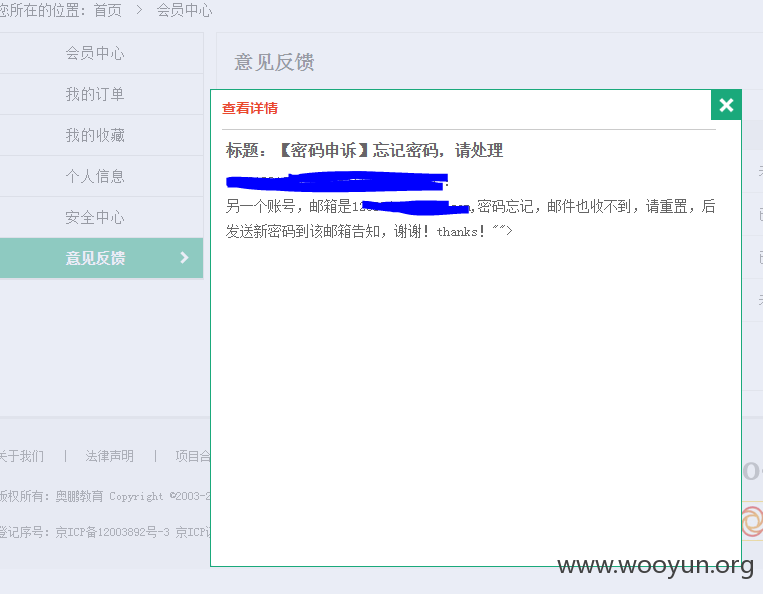 您所在的位置：首页 > 会员中心
会员中心
我的订单
我的收藏
个人信息
安全中心
意见反馈
意见反馈
查看详情
标题：【密码申诉】忘记密码，请处理
另一个账号，邮箱是1 ,密码忘记，邮件也收不到，请重置，后
发送新密码到该邮箱告知，谢谢！thanks！~"">
关于我们 | 法律声明 | 项目合
版权所有：奥鹏教育 Copyright ©2003-2
登记序号：京ICP备12003892号-3 京ICP
www.wooyun.org